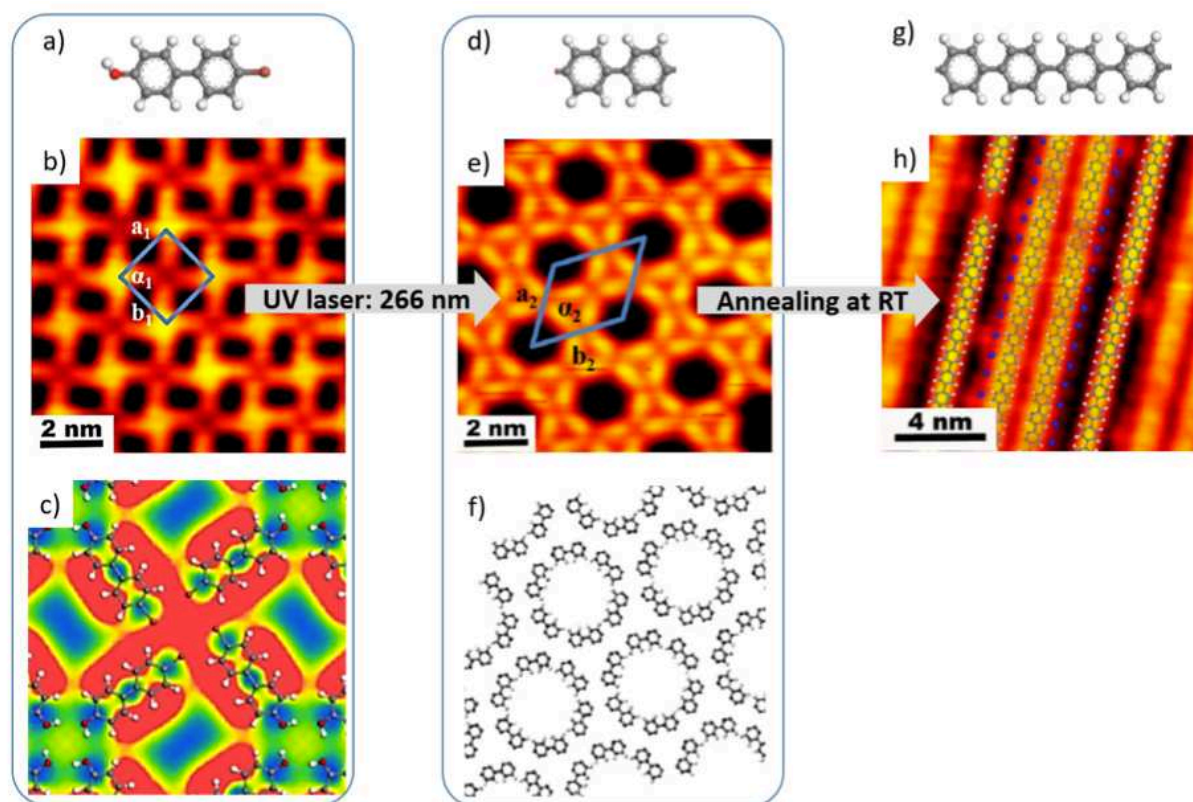 a)
d)
g)
b)
e)
h)
a₁
α₁
b₁
UV laser: 266 nm
a₂
α₂
b₂
Annealing at RT
2 nm
2 nm
4 nm
c)
f)